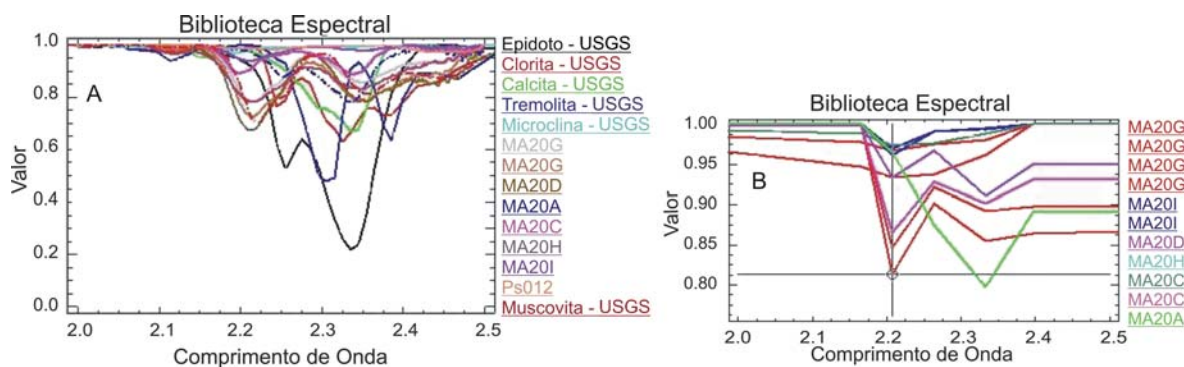 Biblioteca Espectral
A
Valor
1.0
0.8
0.6
0.4
0.2
0.0
2.0 2.1 2.2 2.3 2.4 2.5
Comprimento de Onda
Epidoto - USGS
Clorita - USGS
Calcita - USGS
Tremolita - USGS
Microclina - USGS
MA20G
MA20G
MA20D
MA20A
MA20C
MA20H
MA20I
Ps012
Muscovita - USGS
Biblioteca Espectral
B
Valor
1.00
0.95
0.90
0.85
0.80
2.0 2.1 2.2 2.3 2.4 2.5
Comprimento de Onda
MA20G
MA20G
MA20G
MA20G
MA20I
MA20I
MA20D
MA20H
MA20C
MA20C
MA20A